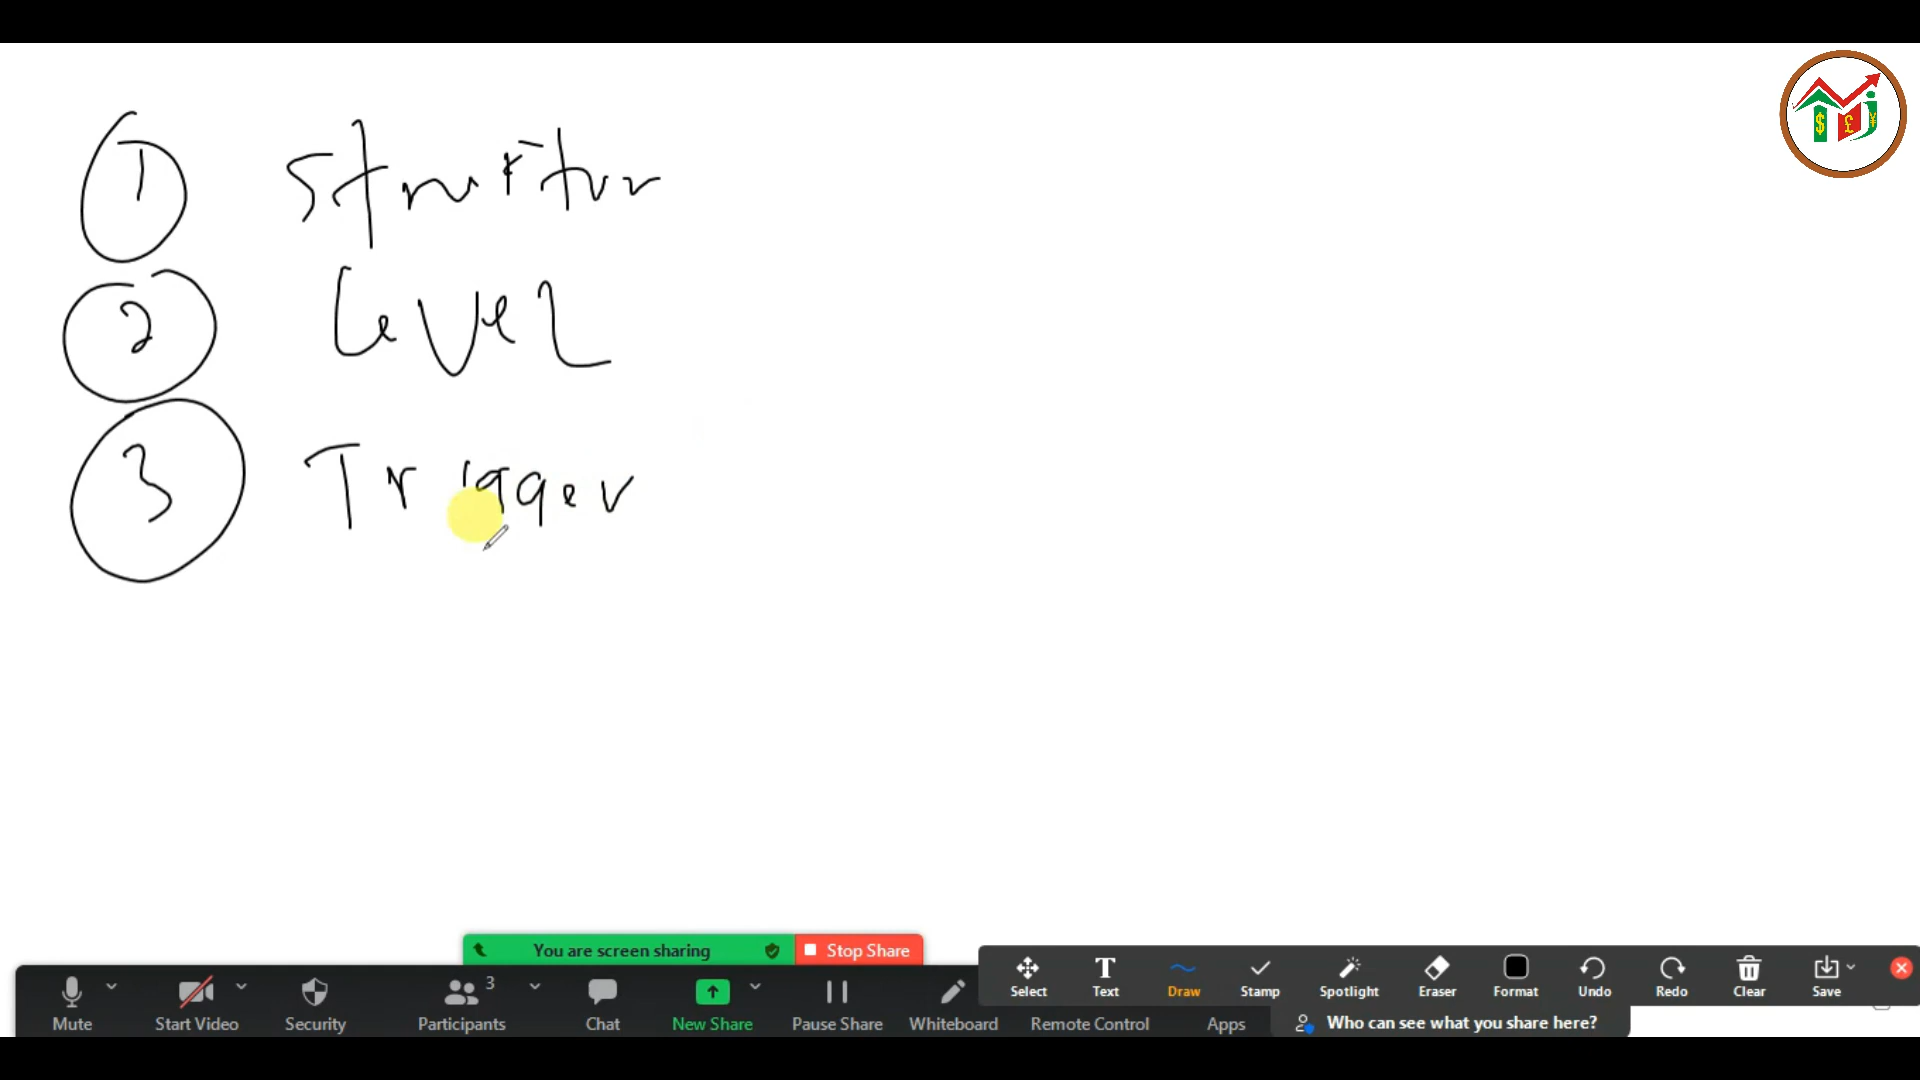 1 Structur
2 Level
3 Trigger
MJ
$ £ ¥
You are screen sharing
Stop Share
Select Text Draw Stamp Spotlight Eraser Format Undo Redo Clear Save
3
Mute Start Video Security Participants Chat New Share Pause Share Whiteboard Remote Control Apps
Who can see what you share here?